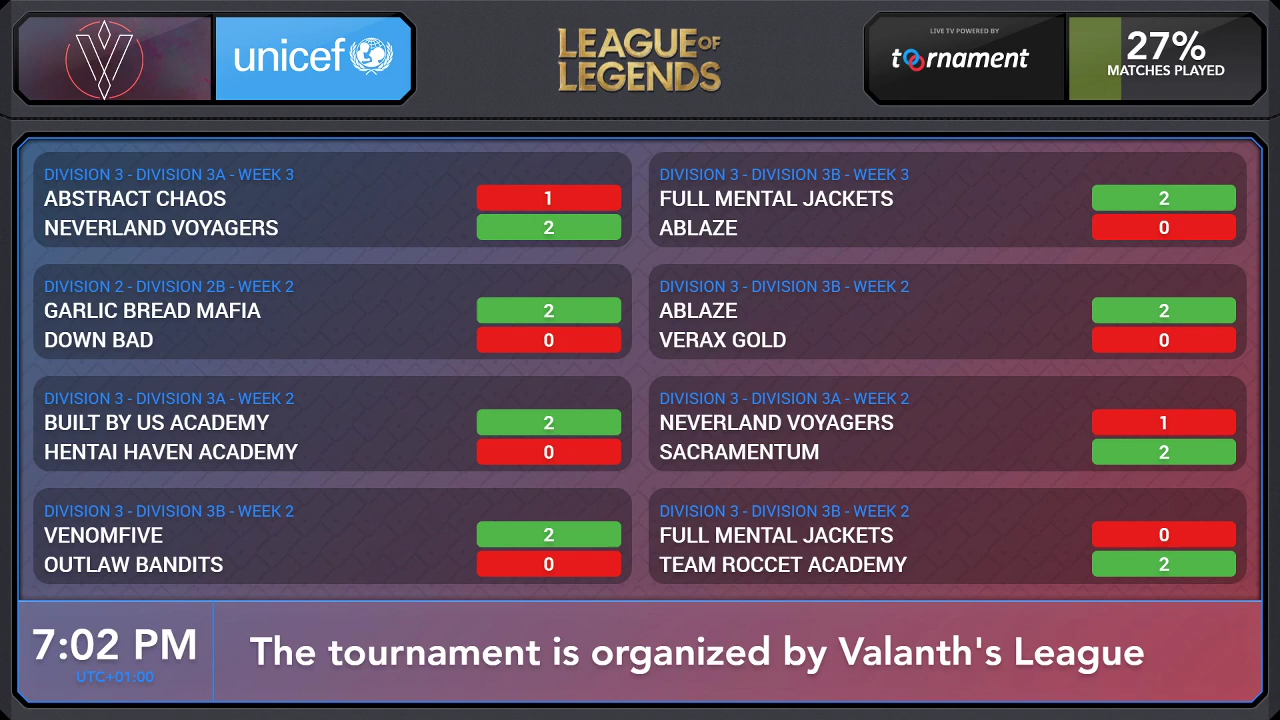 unicef
LEAGUE OF
LEGENDS
LIVE TV POWERED BY
toornament
27%
MATCHES PLAYED
DIVISION 3 - DIVISION 3A - WEEK 3
ABSTRACT CHAOS 1
NEVERLAND VOYAGERS 2
DIVISION 3 - DIVISION 3B - WEEK 3
FULL MENTAL JACKETS 2
ABLAZE 0
DIVISION 2 - DIVISION 2B - WEEK 2
GARLIC BREAD MAFIA 2
DOWN BAD 0
DIVISION 3 - DIVISION 3B - WEEK 2
ABLAZE 2
VERAX GOLD 0
DIVISION 3 - DIVISION 3A - WEEK 2
BUILT BY US ACADEMY 2
HENTAI HAVEN ACADEMY 0
DIVISION 3 - DIVISION 3A - WEEK 2
NEVERLAND VOYAGERS 1
SACRAMENTUM 2
DIVISION 3 - DIVISION 3B - WEEK 2
VENOMFIVE 2
OUTLAW BANDITS 0
DIVISION 3 - DIVISION 3B - WEEK 2
FULL MENTAL JACKETS 0
TEAM ROCCET ACADEMY 2
7:02 PM
UTC+01:00
The tournament is organized by Valanth's League